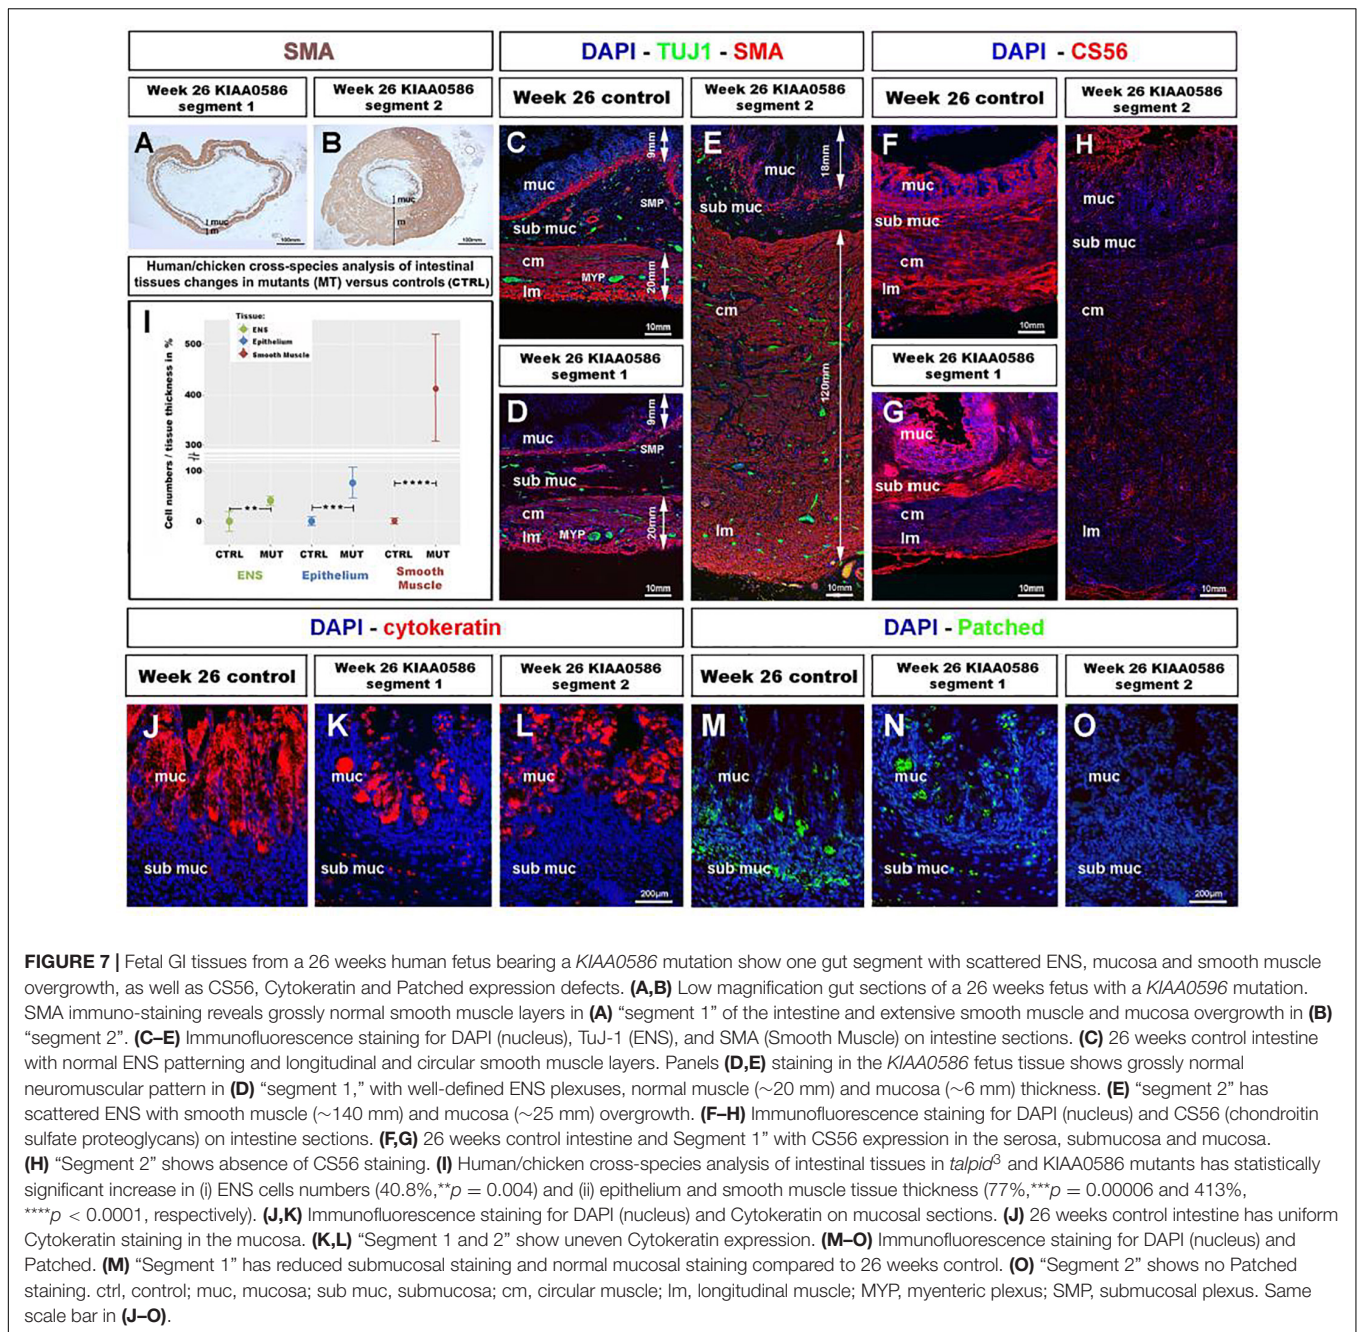 SMA
DAPI - TUJ1 - SMA
DAPI - CS56
Week 26 KIAA0586
segment 1
Week 26 KIAA0586
segment 2
Week 26 control
Week 26 KIAA0586
segment 2
Week 26 control
Week 26 KIAA0586
segment 2
A
muc
m
100mm
B
muc
m
100mm
C
muc
9mm
SMP
sub muc
cm
MYP
lm
20mm
10mm
E
muc
18mm
sub muc
cm
120mm
lm
10mm
F
muc
sub muc
cm
lm
10mm
H
muc
sub muc
cm
lm
10mm
Human/chicken cross-species analysis of intestinal
tissues changes in mutants (MT) versus controls (CTRL)
I
Tissue:
ENS
Epithelium
Smooth Muscle
Cell numbers / tissue thickness in %
500
400
300
100
0
**
***
****
CTRL MUT CTRL MUT CTRL MUT
ENS Epithelium Smooth
Muscle
Week 26 KIAA0586
segment 1
D
muc
9mm
SMP
sub muc
cm
lm
MYP
20mm
10mm
Week 26 KIAA0586
segment 1
G
muc
sub muc
cm
lm
10mm
DAPI - cytokeratin
DAPI - Patched
Week 26 control
Week 26 KIAA0586
segment 1
Week 26 KIAA0586
segment 2
Week 26 control
Week 26 KIAA0586
segment 1
Week 26 KIAA0586
segment 2
J
muc
sub muc
K
muc
sub muc
L
muc
sub muc
200µm
M
muc
sub muc
N
muc
sub muc
O
muc
sub muc
200µm
FIGURE 7 | Fetal GI tissues from a 26 weeks human fetus bearing a KIAA0586 mutation show one gut segment with scattered ENS, mucosa and smooth muscle
overgrowth, as well as CS56, Cytokeratin and Patched expression defects. (A,B) Low magnification gut sections of a 26 weeks fetus with a KIAA0596 mutation.
SMA immuno-staining reveals grossly normal smooth muscle layers in (A) “segment 1” of the intestine and extensive smooth muscle and mucosa overgrowth in (B)
“segment 2”. (C–E) Immunofluorescence staining for DAPI (nucleus), TuJ-1 (ENS), and SMA (Smooth Muscle) on intestine sections. (C) 26 weeks control intestine
with normal ENS patterning and longitudinal and circular smooth muscle layers. Panels (D,E) staining in the KIAA0586 fetus tissue shows grossly normal
neuromuscular pattern in (D) “segment 1,” with well-defined ENS plexuses, normal muscle (∼20 mm) and mucosa (∼6 mm) thickness. (E) “segment 2” has
scattered ENS with smooth muscle (∼140 mm) and mucosa (∼25 mm) overgrowth. (F–H) Immunofluorescence staining for DAPI (nucleus) and CS56 (chondroitin
sulfate proteoglycans) on intestine sections. (F,G) 26 weeks control intestine and Segment 1” with CS56 expression in the serosa, submucosa and mucosa.
(H) “Segment 2” shows absence of CS56 staining. (I) Human/chicken cross-species analysis of intestinal tissues in talpid³ and KIAA0586 mutants has statistically
significant increase in (i) ENS cells numbers (40.8%,**p = 0.004) and (ii) epithelium and smooth muscle tissue thickness (77%,***p = 0.00006 and 413%,
****p < 0.0001, respectively). (J,K) Immunofluorescence staining for DAPI (nucleus) and Cytokeratin on mucosal sections. (J) 26 weeks control intestine has uniform
Cytokeratin staining in the mucosa. (K,L) “Segment 1 and 2” show uneven Cytokeratin expression. (M–O) Immunofluorescence staining for DAPI (nucleus) and
Patched. (M) “Segment 1” has reduced submucosal staining and normal mucosal staining compared to 26 weeks control. (O) “Segment 2” shows no Patched
staining. ctrl, control; muc, mucosa; sub muc, submucosa; cm, circular muscle; lm, longitudinal muscle; MYP, myenteric plexus; SMP, submucosal plexus. Same
scale bar in (J–O).